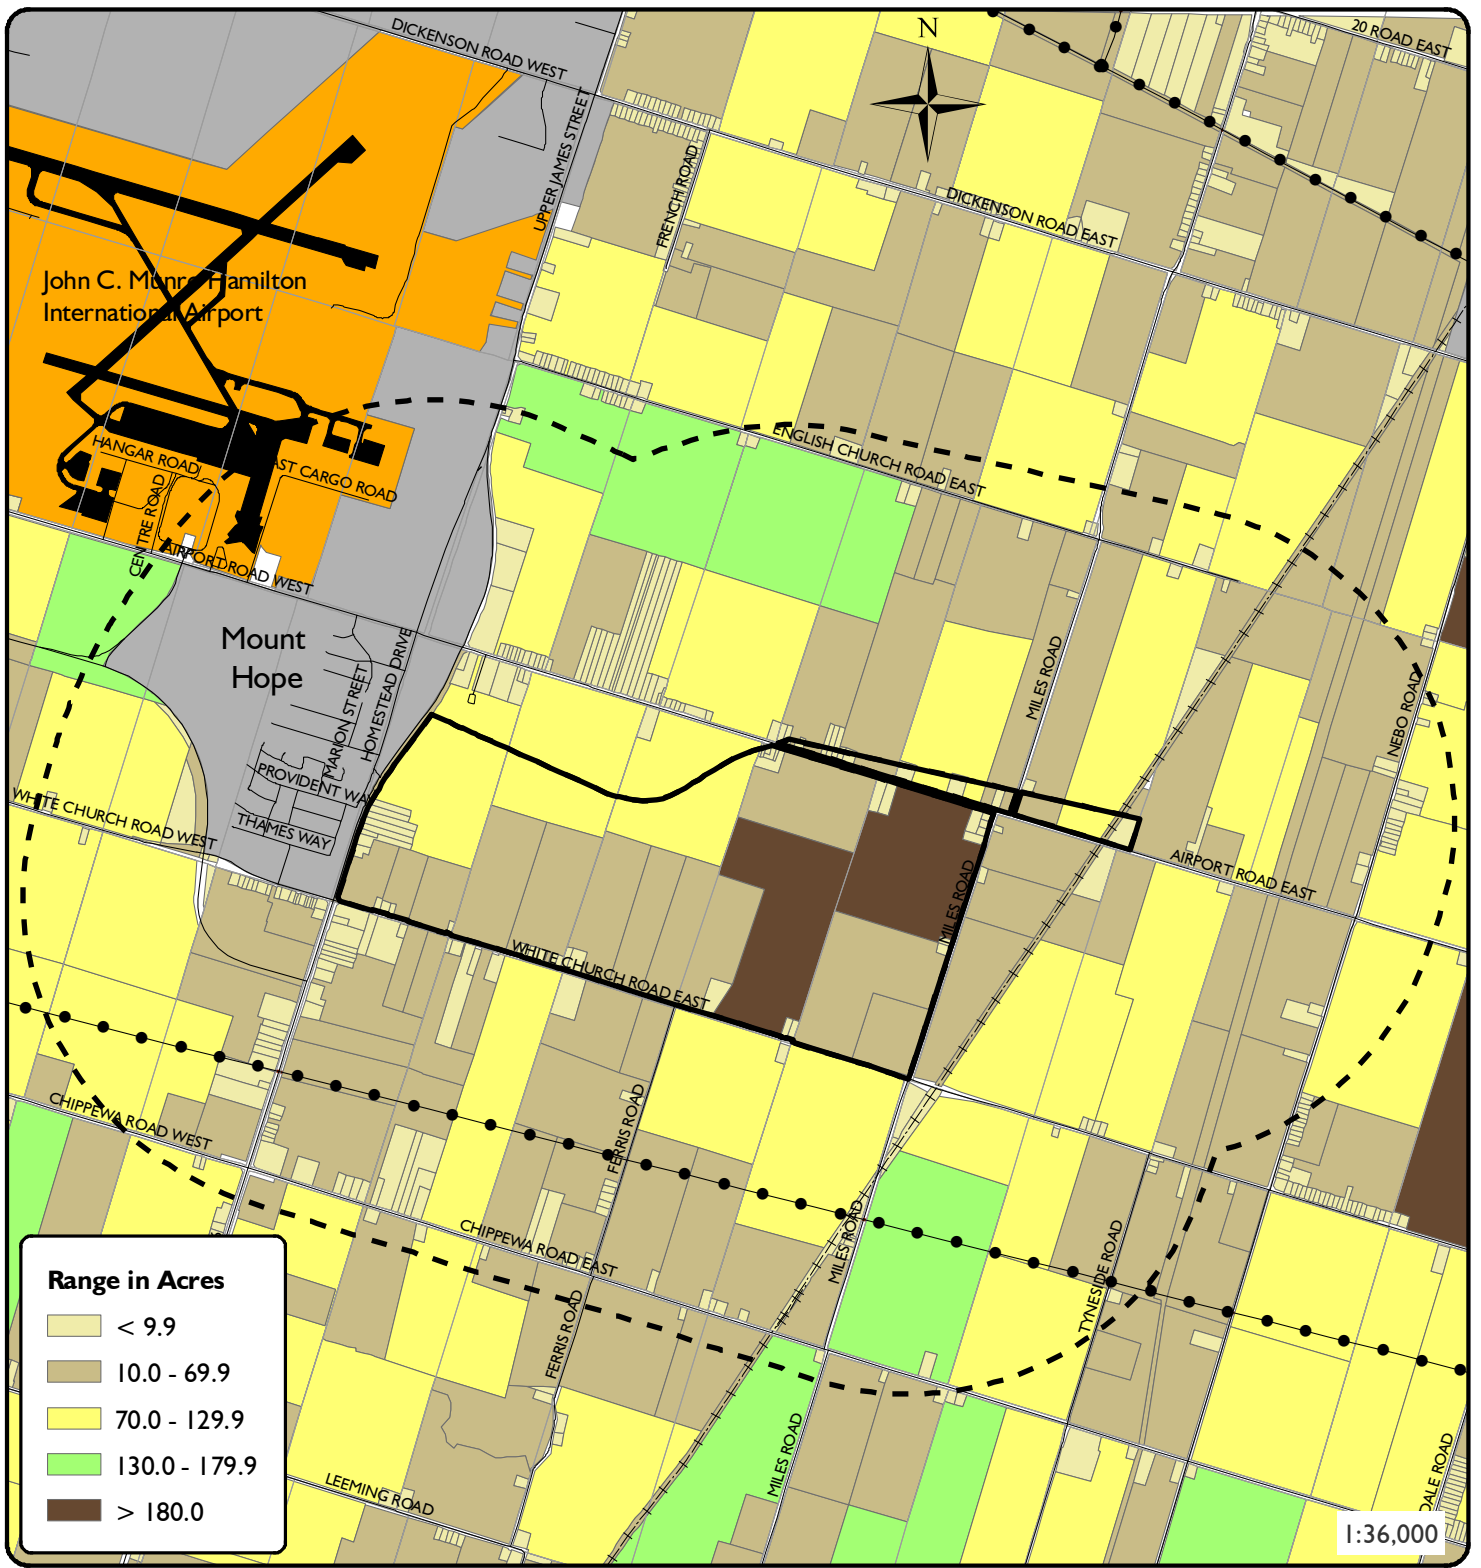 DICKENSON ROAD WEST
20 ROAD EAST
N
UPPER JAMES STREET
FRENCH ROAD
DICKENSON ROAD EAST
John C. Munro Hamilton
International Airport
ENGLISH CHURCH ROAD EAST
HANGAR ROAD
EAST CARGO ROAD
CENTRE ROAD
AIRPORT ROAD WEST
Mount
Hope
MARION STREET
HOMESTEAD DRIVE
MILES ROAD
NEBO ROAD
PROVIDENT WAY
THAMES WAY
WHITE CHURCH ROAD WEST
AIRPORT ROAD EAST
MILES ROAD
WHITE CHURCH ROAD EAST
CHIPPEWA ROAD WEST
FERRIS ROAD
CHIPPEWA ROAD EAST
MILES ROAD
TYNESIDE ROAD
FERRIS ROAD
MILES ROAD
LEEMING ROAD
DALE ROAD
Range in Acres
< 9.9
10.0 - 69.9
70.0 - 129.9
130.0 - 179.9
> 180.0
1:36,000